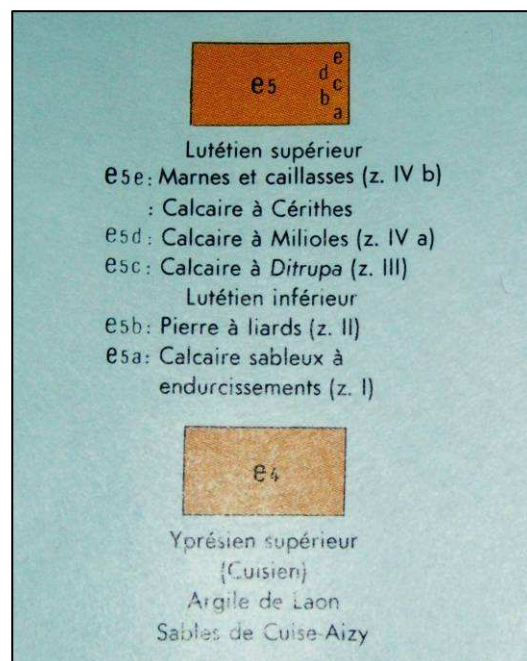 e5
e
d
c
b
a
Lutétien supérieur
e5e: Marnes et caillasses (z. IV b)
: Calcaire à Cérithes
e5d: Calcaire à Milioles (z. IV a)
e5c: Calcaire à Ditrupa (z. III)
Lutétien inférieur
e5b: Pierre à liards (z. II)
e5a: Calcaire sableux à
endurcissements (z. I)
e4
Yprésien supérieur
(Cuisien)
Argile de Laon
Sables de Cuise-Aizy